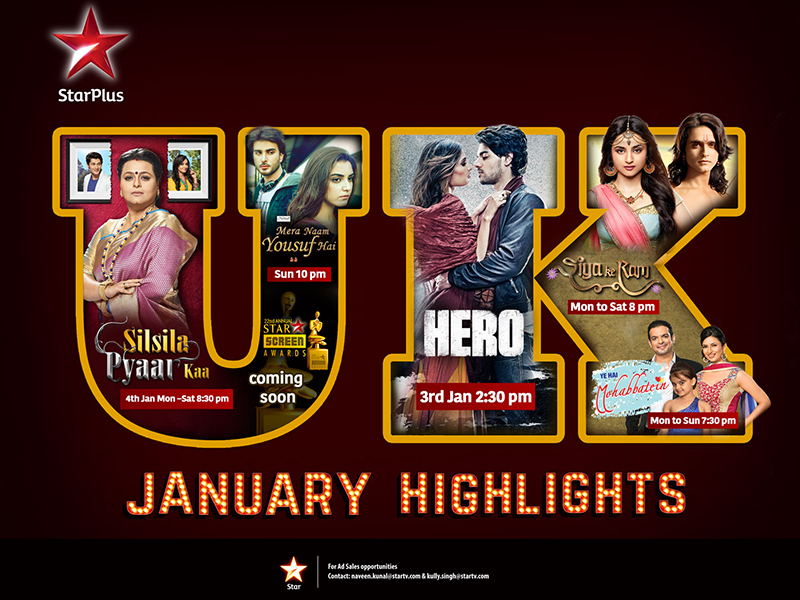 StarPlus
UK
Mera Naam
Yousuf Hai
Sun 10 pm
Silsila
Pyaar Kaa
4th Jan Mon –Sat 8:30 pm
22nd ANNUAL
STAR
SCREEN
AWARDS
coming
soon
HERO
3rd Jan 2:30 pm
Siya ke Ram
Mon to Sat 8 pm
YE HAI
Mohabbatein
Mon to Sun 7:30 pm
JANUARY HIGHLIGHTS
Star
For Ad Sales opportunities
Contact: naveen.kunal@startv.com & kully.singh@startv.com